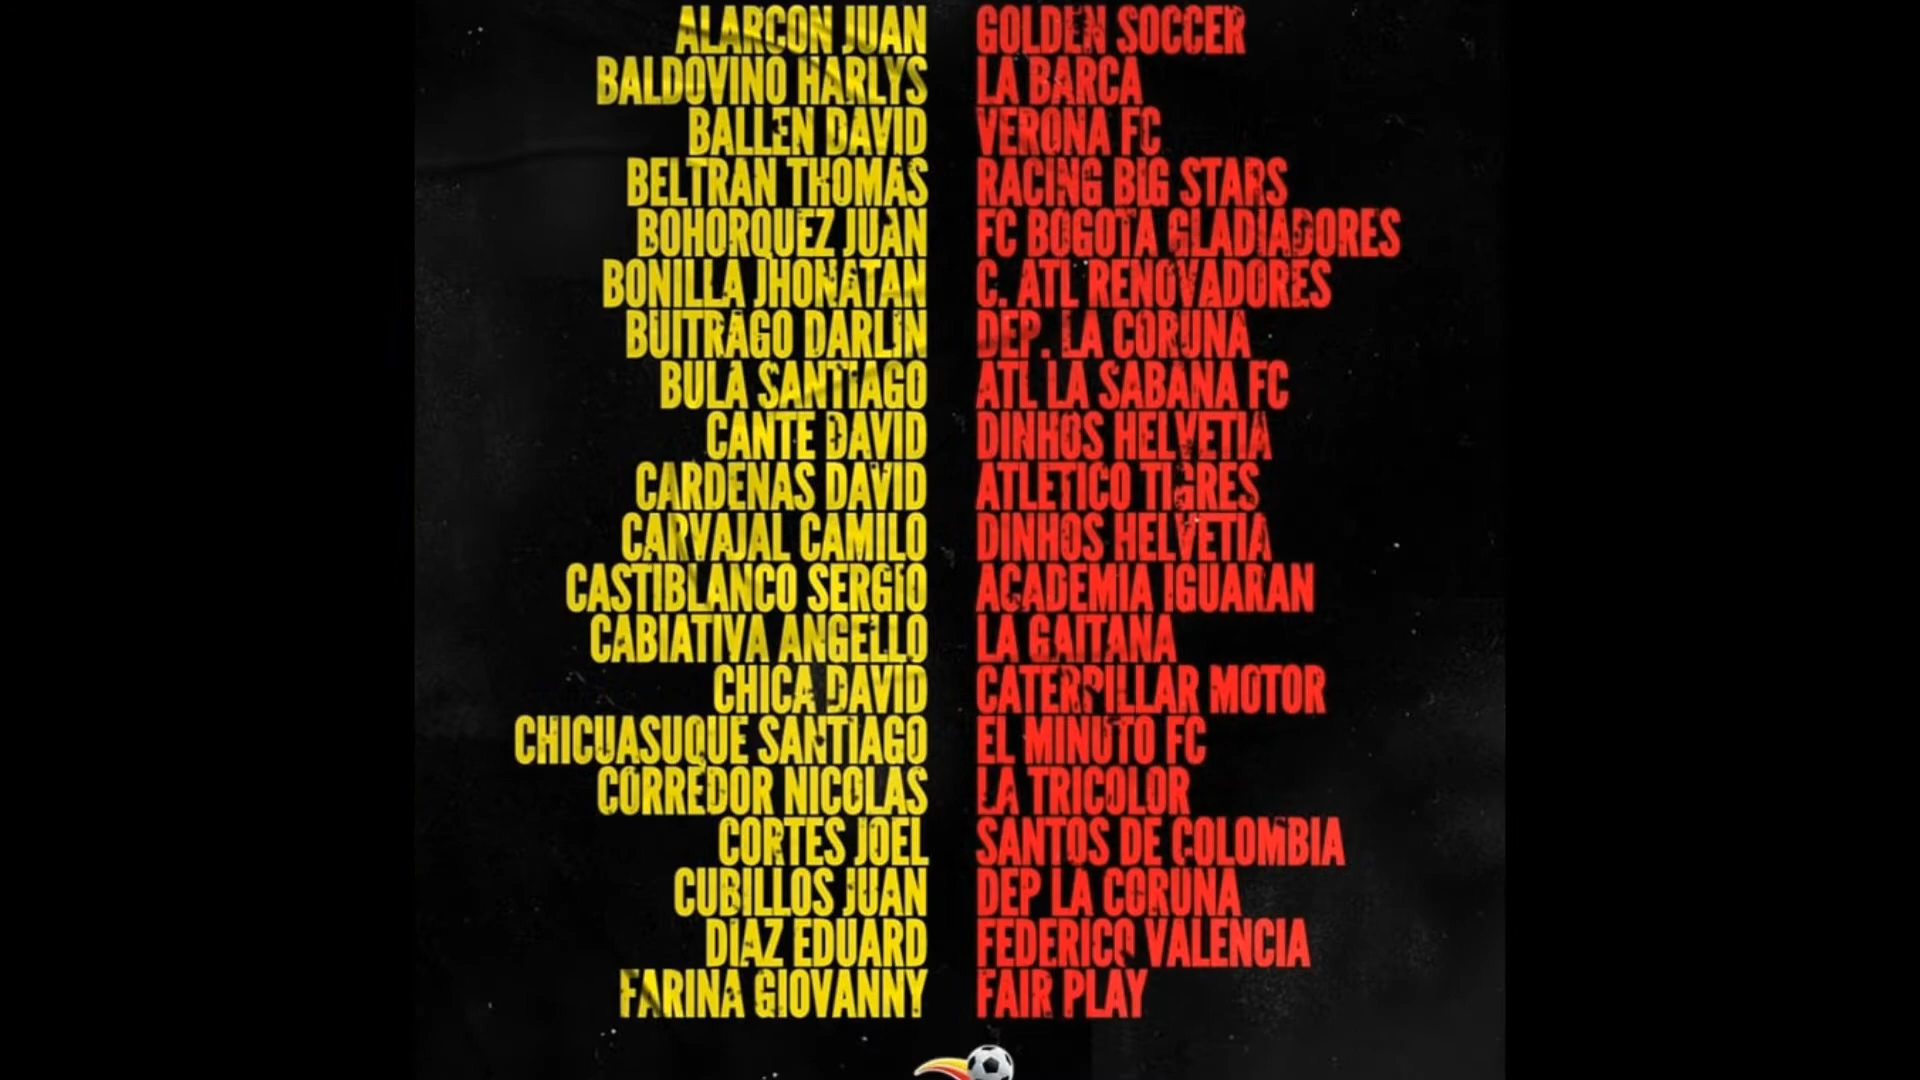 ALARCON JUAN GOLDEN SOCCER
BALDOVINO HARLYS LA BARCA
BALLEN DAVID VERONA FC
BELTRAN THOMAS RACING BIG STARS
BOHORQUEZ JUAN FC BOGOTA GLADIADORES
BONILLA JHONATAN C. ATL RENOVADORES
BUITRAGO DARLIN DEP. LA CORUNA
BULA SANTIAGO ATL LA SABANA FC
CANTE DAVID DINHOS HELVETIA
CARDENAS DAVID ATLETICO TIGRES
CARVAJAL CAMILO DINHOS HELVETIA
CASTIBLANCO SERGIO ACADEMIA IGUARAN
CABIATIVA ANGELLO LA GAITANA
CHICA DAVID CATERPILLAR MOTOR
CHICUASUQUE SANTIAGO EL MINUTO FC
CORREDOR NICOLAS LA TRICOLOR
CORTES JOEL SANTOS DE COLOMBIA
CUBILLOS JUAN DEP LA CORUNA
DIAZ EDUARD FEDERICO VALENCIA
FARINA GIOVANNY FAIR PLAY